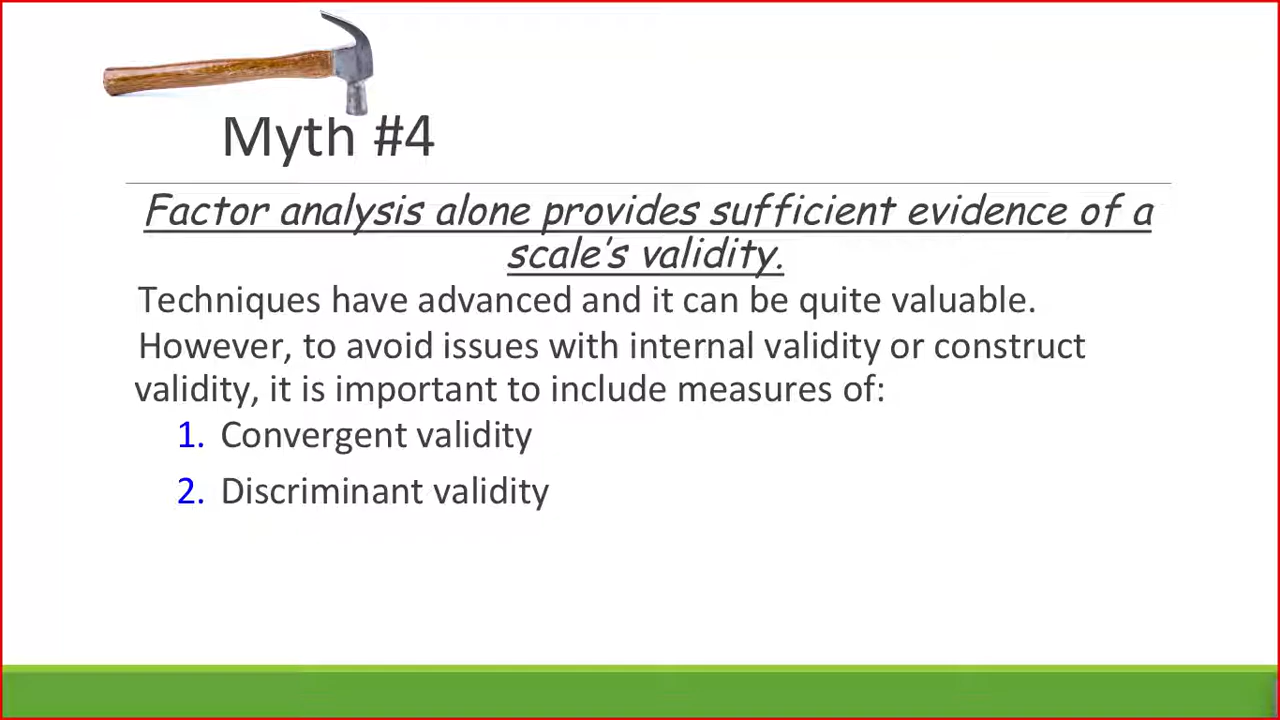 Myth #4
Factor analysis alone provides sufficient evidence of a
scale's validity.
Techniques have advanced and it can be quite valuable.
However, to avoid issues with internal validity or construct
validity, it is important to include measures of:
1. Convergent validity
2. Discriminant validity